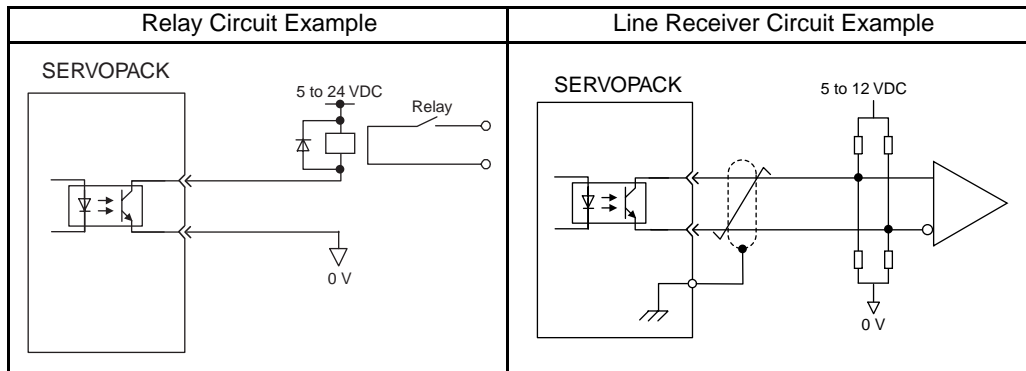 Relay Circuit Example
Line Receiver Circuit Example
SERVOPACK
5 to 24 VDC
Relay
0 V
SERVOPACK
5 to 12 VDC
0 V